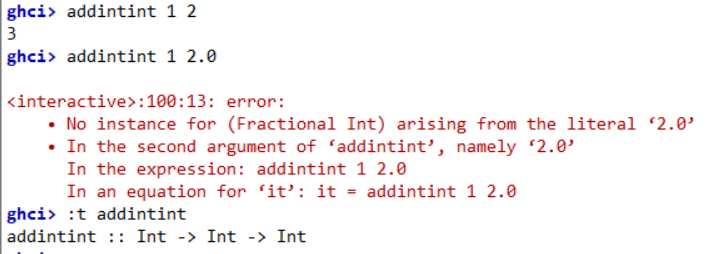 ghci> addintint 1 2
3
ghci> addintint 1 2.0
<interactive>:100:13: error:
• No instance for (Fractional Int) arising from the literal ‘2.0’
• In the second argument of ‘addintint’, namely ‘2.0’
In the expression: addintint 1 2.0
In an equation for ‘it’: it = addintint 1 2.0
ghci> :t addintint
addintint :: Int -> Int -> Int